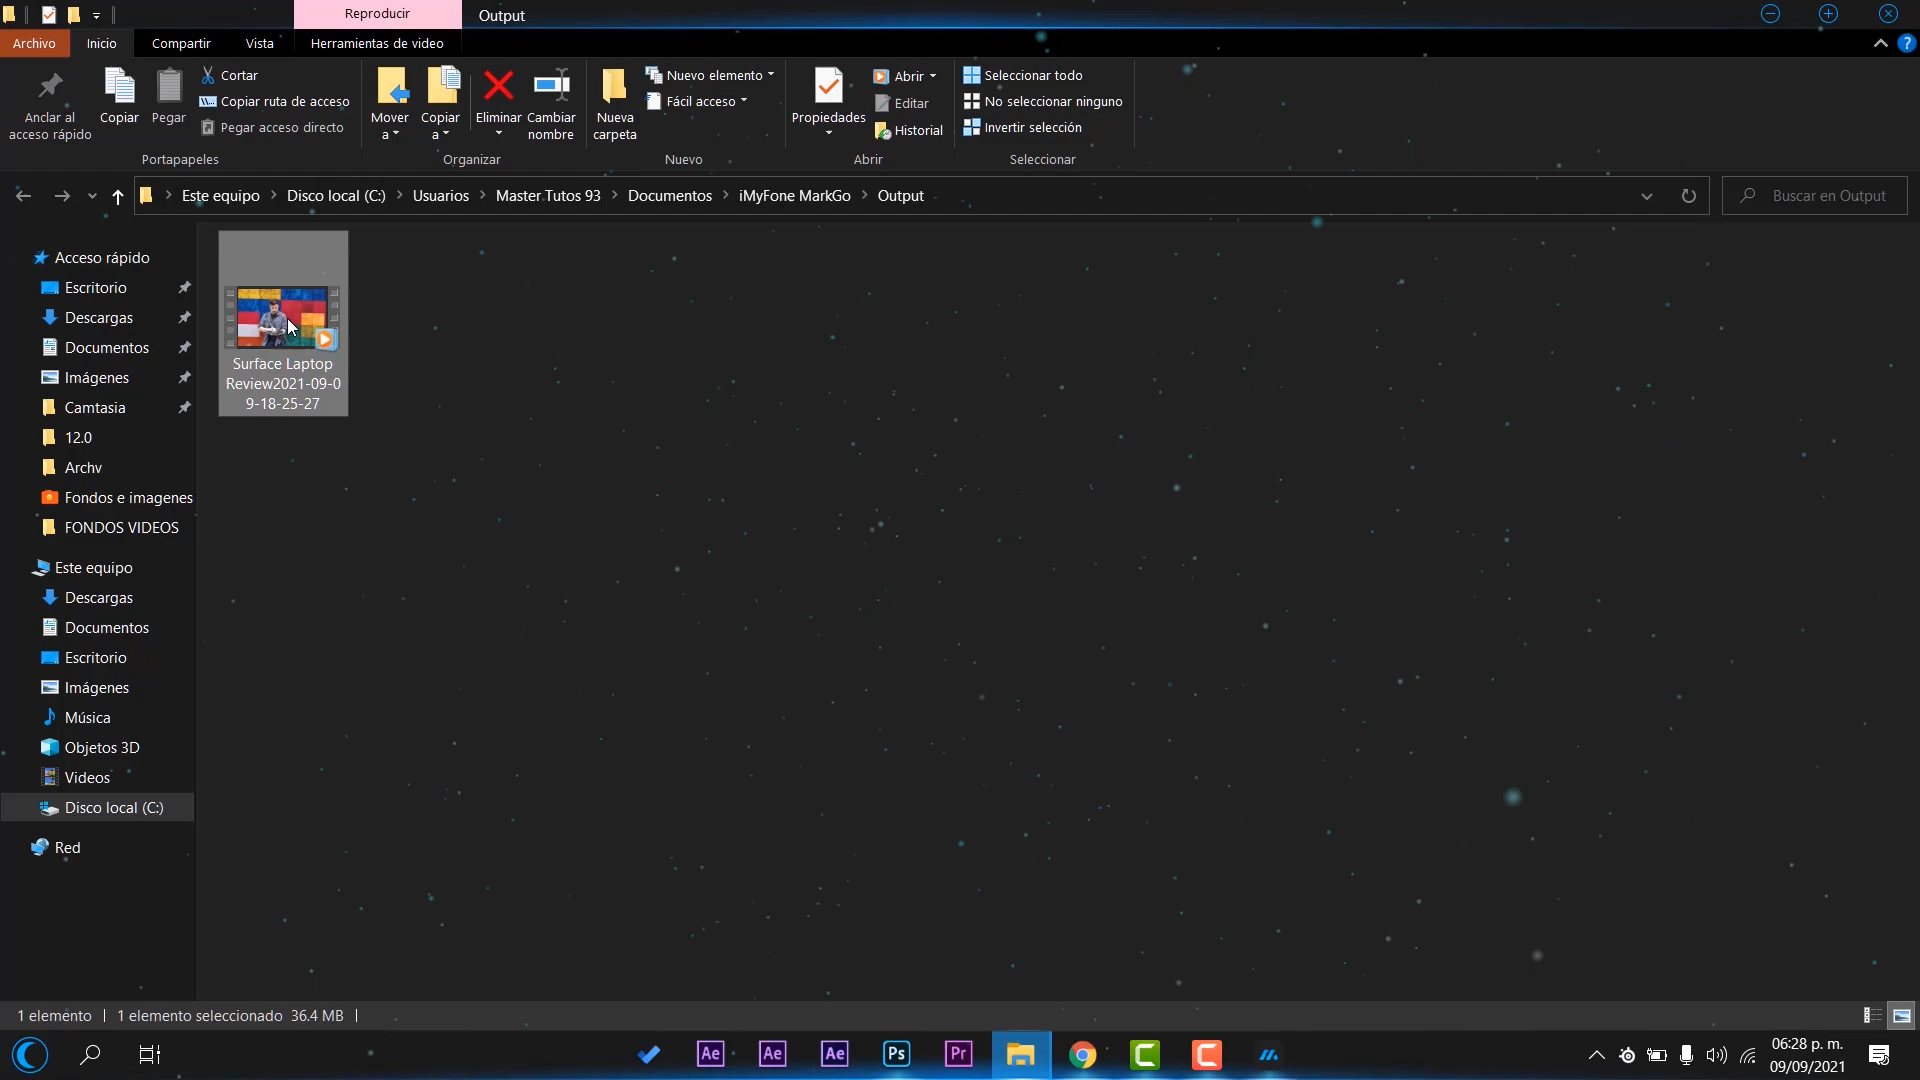 Reproducir
Output
Archivo
Inicio
Compartir
Vista
Herramientas de video
Anclar al
acceso rápido
Copiar
Pegar
Cortar
Copiar ruta de acceso
Pegar acceso directo
Portapapeles
Mover
a
Copiar
a
Eliminar
Cambiar
nombre
Organizar
Nueva
carpeta
Nuevo elemento
Fácil acceso
Nuevo
Propiedades
Abrir
Editar
Historial
Abrir
Seleccionar todo
No seleccionar ninguno
Invertir selección
Seleccionar
Este equipo
Disco local (C:)
Usuarios
Master Tutos 93
Documentos
iMyFone MarkGo
Output
Buscar en Output
Acceso rápido
Escritorio
Descargas
Documentos
Imágenes
Camtasia
12.0
Archv
Fondos e imagenes
FONDOS VIDEOS
Este equipo
Descargas
Documentos
Escritorio
Imágenes
Música
Objetos 3D
Videos
Disco local (C:)
Red
Surface Laptop
Review2021-09-0
9-18-25-27
1 elemento
1 elemento seleccionado 36.4 MB
Ae
Ae
Ae
Ps
Pr
06:28 p. m.
09/09/2021